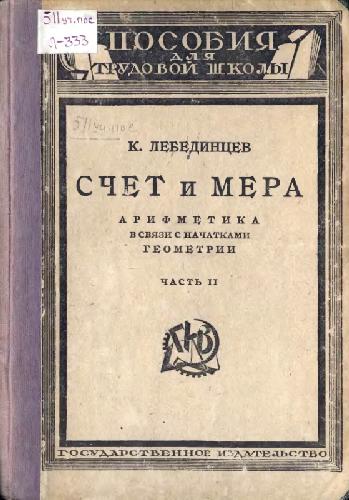 511уч.пос
Л-333
ПОСОБИЯ
ДЛЯ
ТРУДОВОЙ ШКОЛЫ
511уч.пос
К. ЛЕБЕДИНЦЕВ
СЧЕТ и МЕРА
АРИФМЕТИКА
В СВЯЗИ С НАЧАТКАМИ
ГЕОМЕТРИИ
ЧАСТЬ II
ГОСУДАРСТВЕННОЕ ИЗДАТЕЛЬСТВО